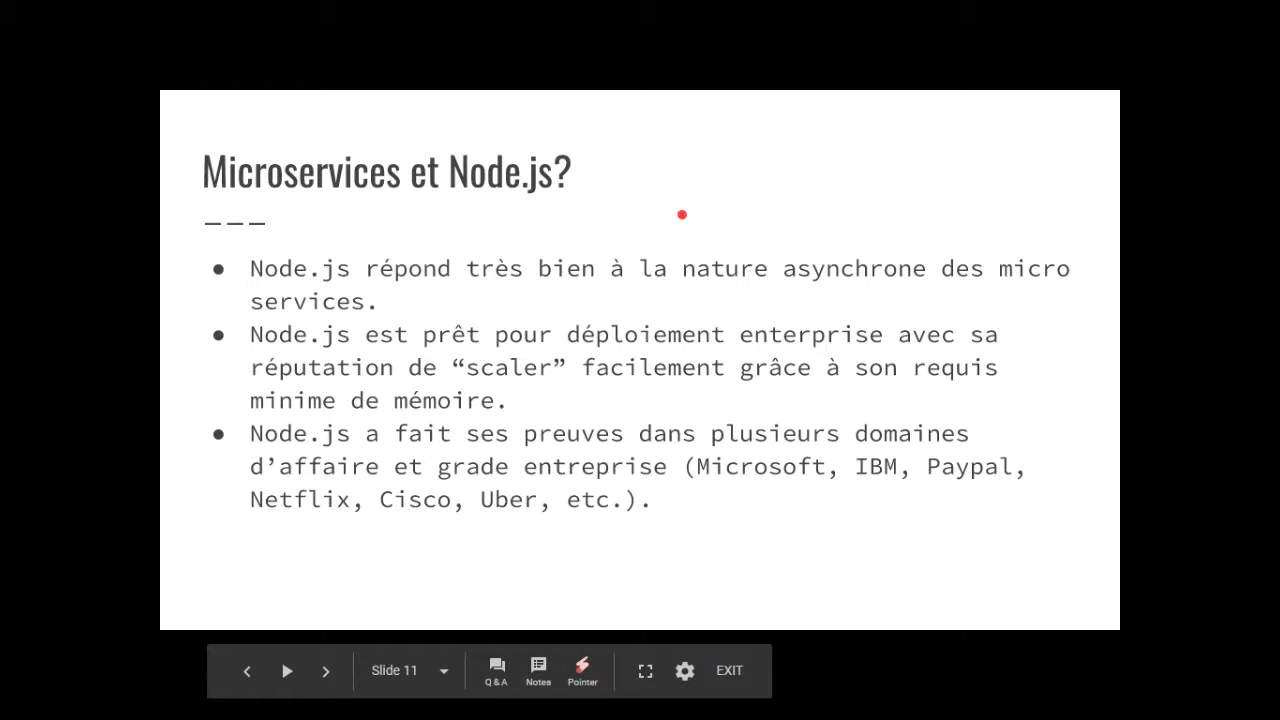 Microservices et Node.js?
● Node.js répond très bien à la nature asynchrone des micro
services.
● Node.js est prêt pour déploiement enterprise avec sa
réputation de “scaler” facilement grâce à son requis
minime de mémoire.
● Node.js a fait ses preuves dans plusieurs domaines
d’affaire et grade entreprise (Microsoft, IBM, Paypal,
Netflix, Cisco, Uber, etc.).
Slide 11 Q & A Notes Pointer EXIT